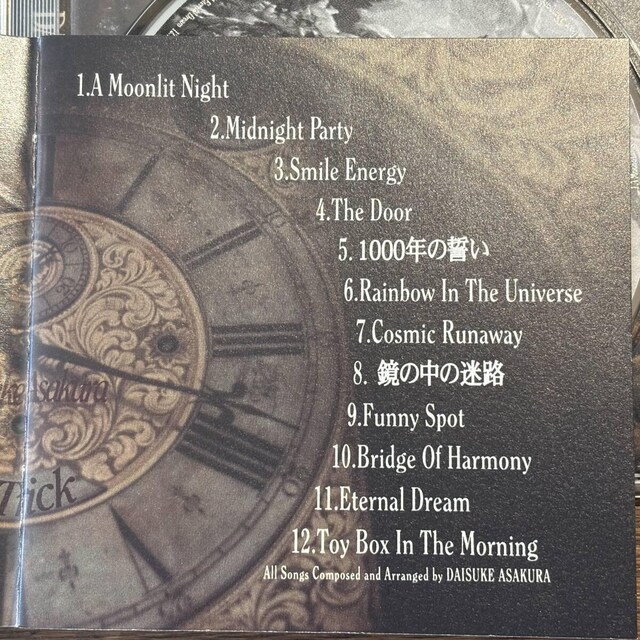 1.A Moonlit Night
2.Midnight Party
3.Smile Energy
4.The Door
5. 1000年の誓い
6.Rainbow In The Universe
7.Cosmic Runaway
8. 鏡の中の迷路
9.Funny Spot
10.Bridge Of Harmony
11.Eternal Dream
12.Toy Box In The Morning
All Songs Composed and Arranged by DAISUKE ASAKURA
sakura
Trick